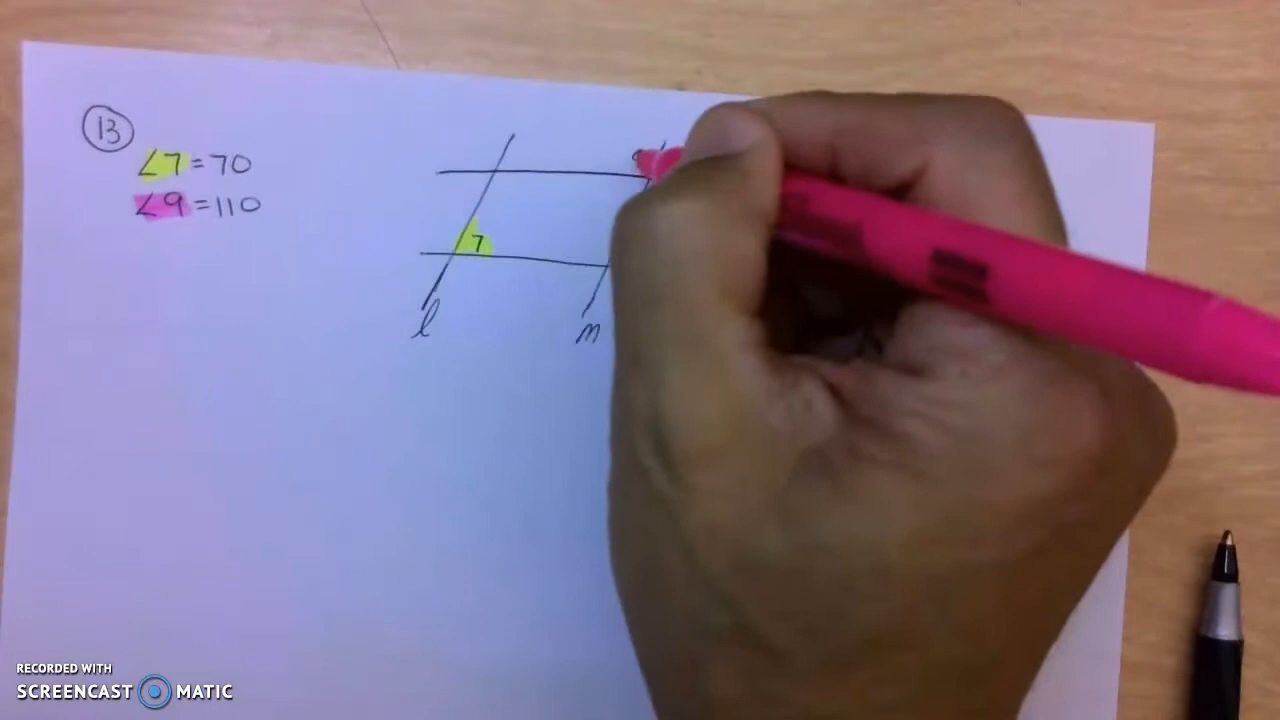 13
∠7=70
∠9=110
7
l
m
RECORDED WITH
SCREENCAST MATIC